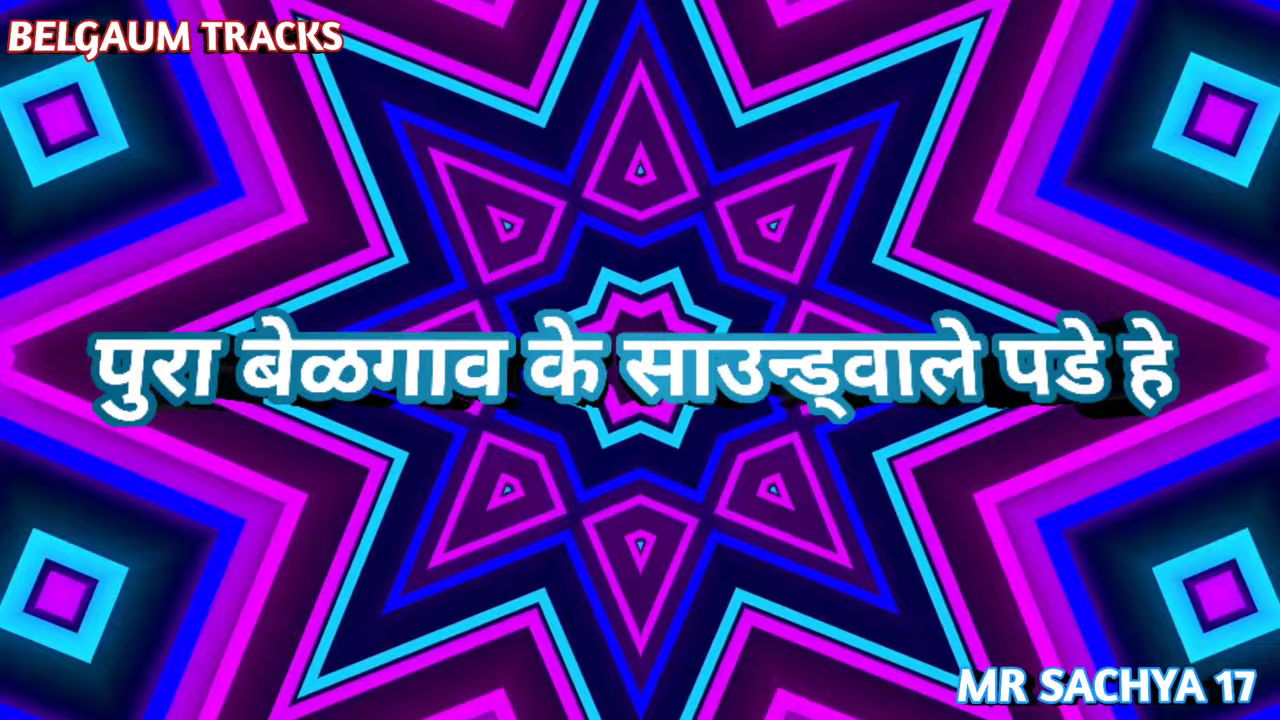 BELGAUM TRACKS
पुरा बेळगाव के साउन्ड्वाले पडे हे
MR SACHYA 17